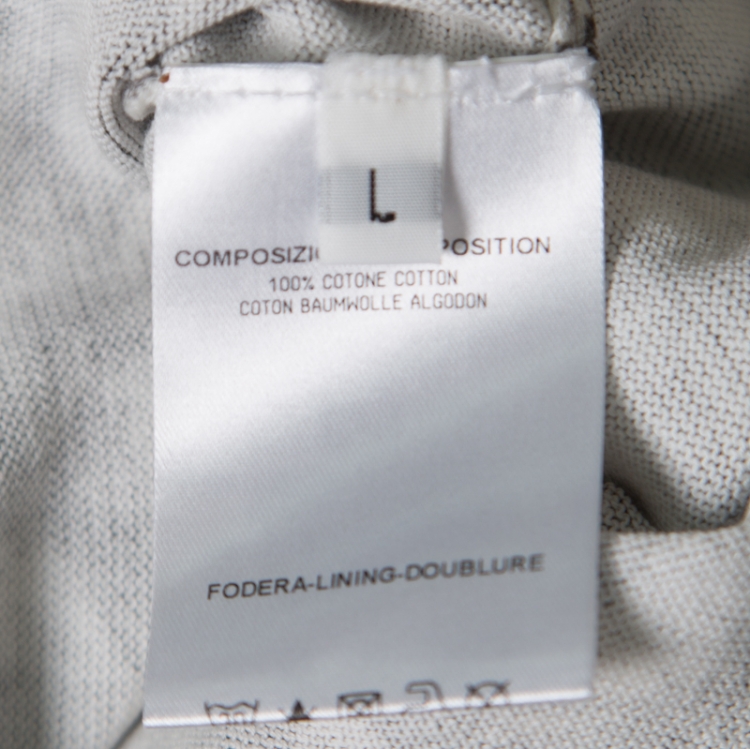 L
COMPOSIZI POSITION
100% COTONE COTTON
COTON BAUMWOLLE ALGODON
FODERA-LINING-DOUBLURE